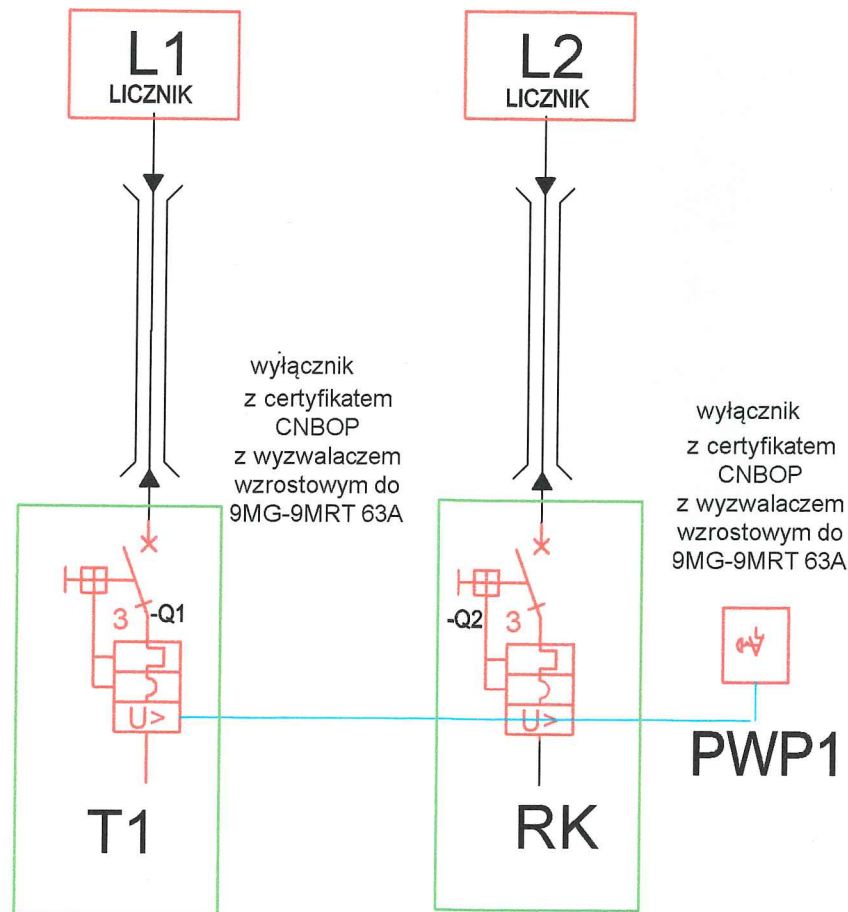 L1
LICZNIK
L2
LICZNIK
wyłącznik
z certyfikatem
CNBOP
z wyzwalaczem
wzrostowym do
9MG-9MRT 63A
wyłącznik
z certyfikatem
CNBOP
z wyzwalaczem
wzrostowym do
9MG-9MRT 63A
3
-Q1
U>
T1
-Q2
3
U>
RK
PWP1